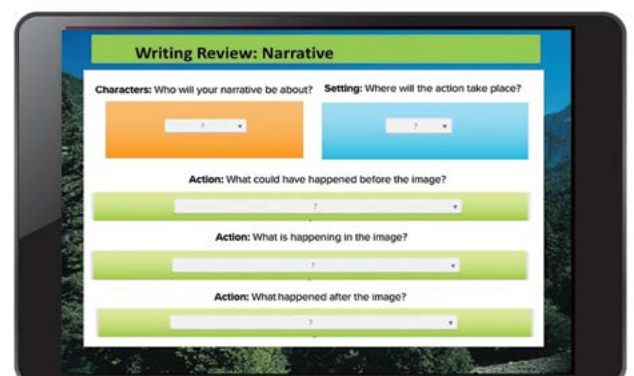 Writing Review: Narrative
Characters: Who will your narrative be about?
Setting: Where will the action take place?
?
?
Action: What could have happened before the image?
?
Action: What is happening in the image?
?
Action: What happened after the image?
?